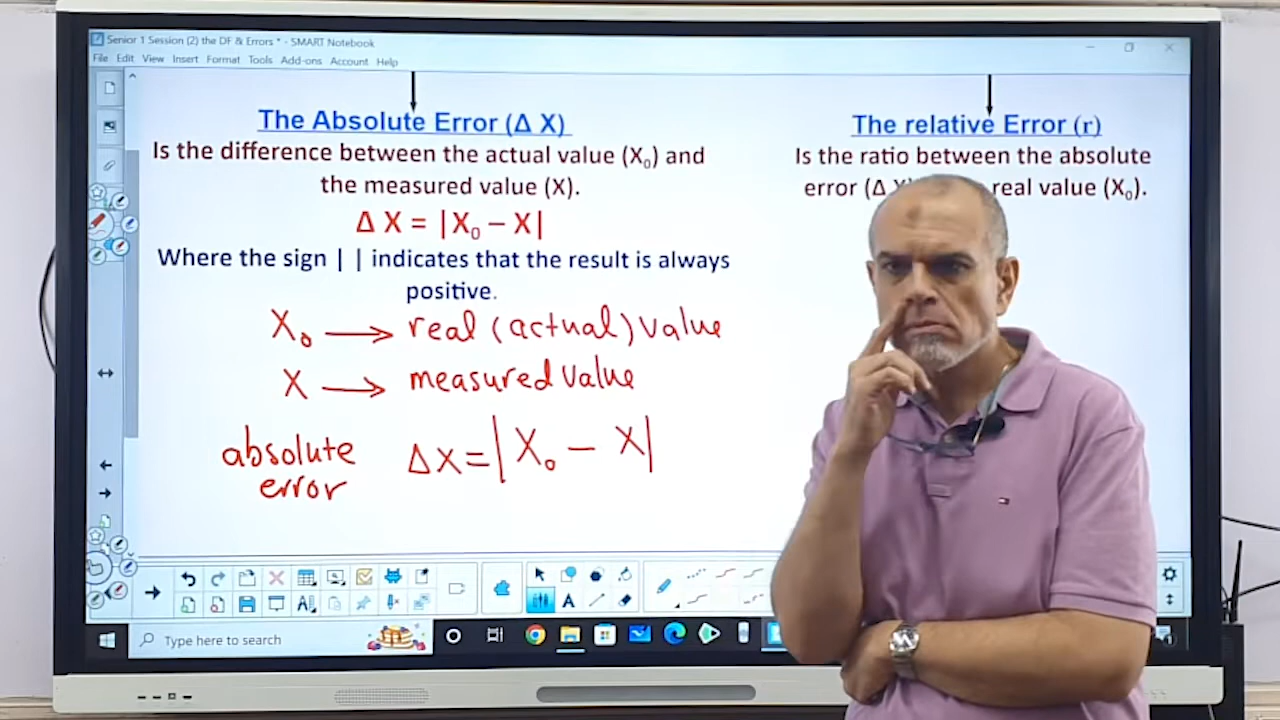 Senior 1 Session (2) the DF & Errors * - SMART Notebook
File Edit View Insert Format Tools Add-ons Account Help
The Absolute Error (Δ X)
Is the difference between the actual value (X₀) and
the measured value (X).
Δ X = |X₀ – X|
Where the sign | | indicates that the result is always
positive.
X₀ → real (actual) value
X → measured value
absolute
error
ΔX = |X₀ – X|
The relative Error (r)
Is the ratio between the absolute
error (Δ X) real value (X₀).
Type here to search